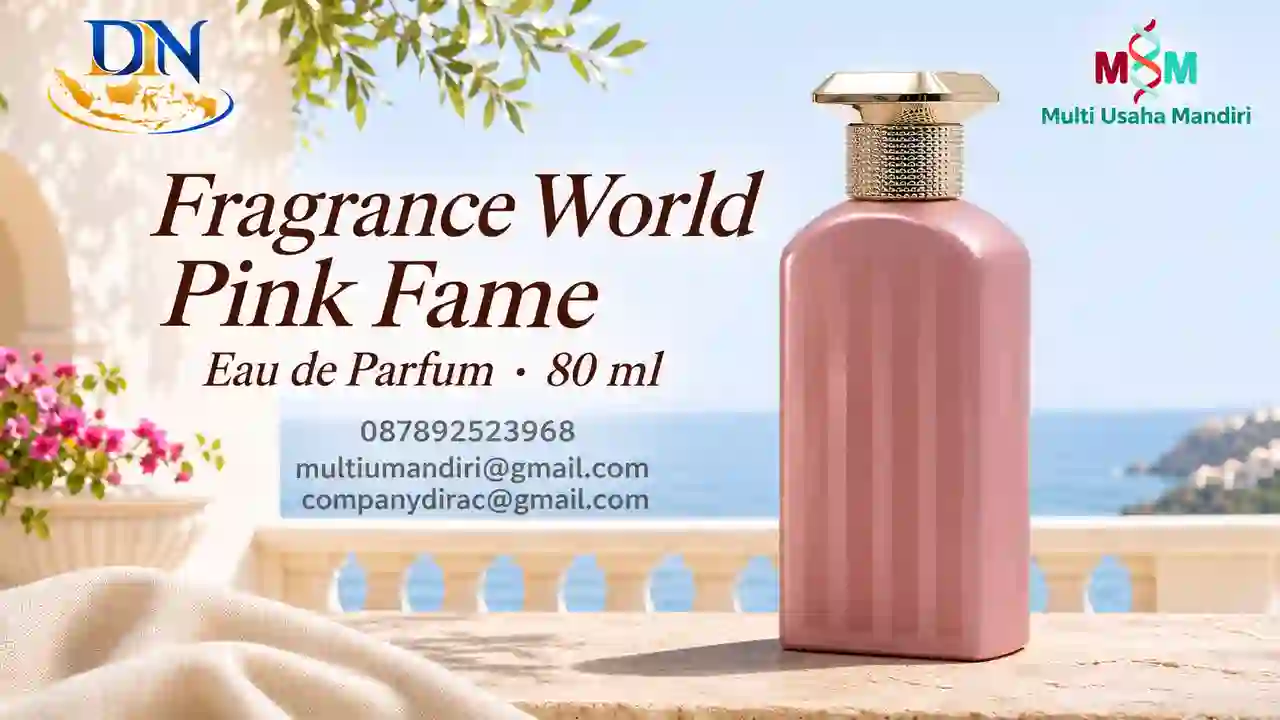 DN
MSM
Multi Usaha Mandiri
Fragrance World
Pink Fame
Eau de Parfum · 80 ml
087892523968
multiumandiri@gmail.com
companydirac@gmail.com